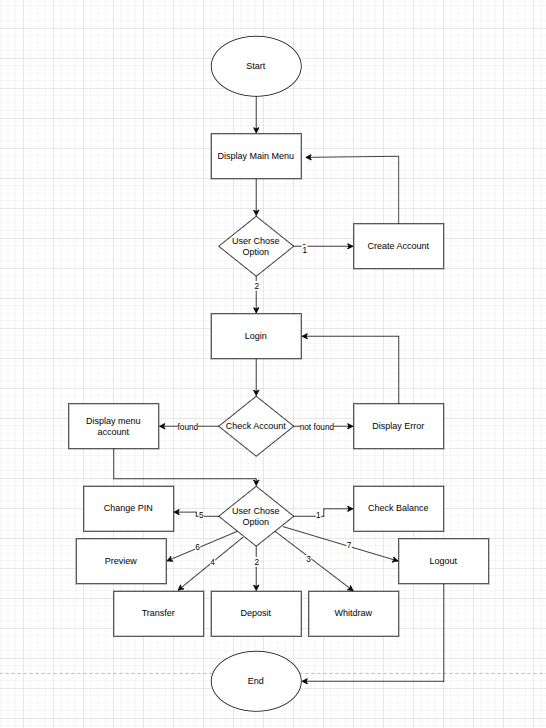 Start
Display Main Menu
User Chose
Option
1
Create Account
2
Login
Display menu
account
found
Check Account
not found
Display Error
Change PIN
5
User Chose
Option
1
Check Balance
Preview
6
4
2
3
7
Logout
Transfer
Deposit
Whitdraw
End